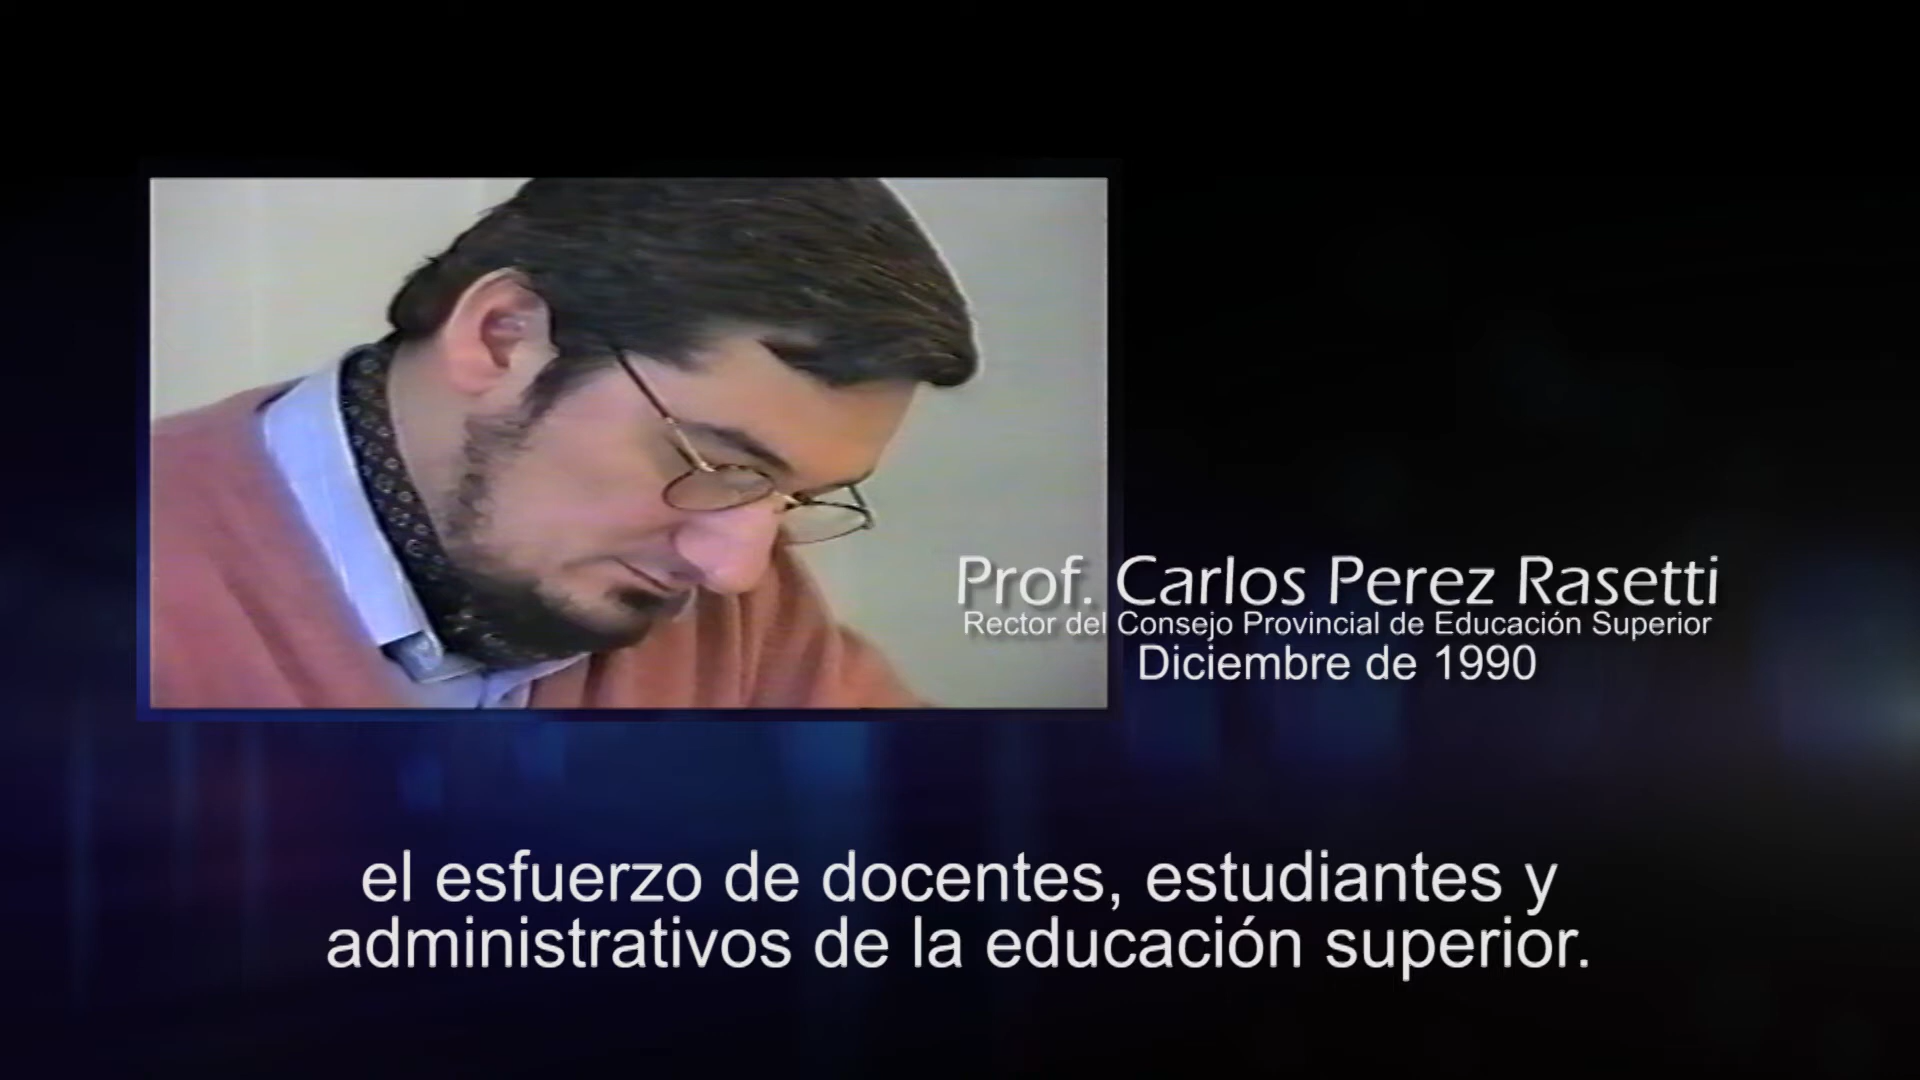 Prof. Carlos Perez Rasetti
Rector del Consejo Provincial de Educación Superior
Diciembre de 1990
el esfuerzo de docentes, estudiantes y
administrativos de la educación superior.